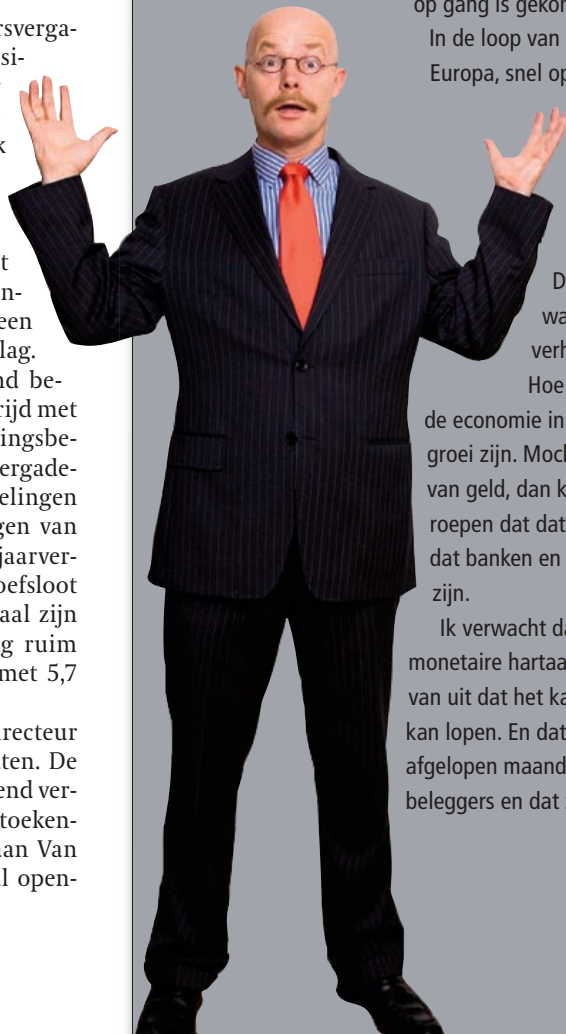 rsverga-
si-
k
t
n-
een
lag.
nd be-
rijd met
ingsbe-
ergade-
elingen
gen van
jaarver-
oefsloot
aal zijn
g ruim
met 5,7
irecteur
ten. De
end ver-
toeken-
aan Van
al open-
op gang is gekor
In de loop van
Europa, snel op
D
wa
verh
Hoe
de economie in
groei zijn. Moch
van geld, dan k
roepen dat dat
dat banken en
zijn.
Ik verwacht da
monetaire hartaa
van uit dat het ka
kan lopen. En dat
afgelopen maand
beleggers en dat